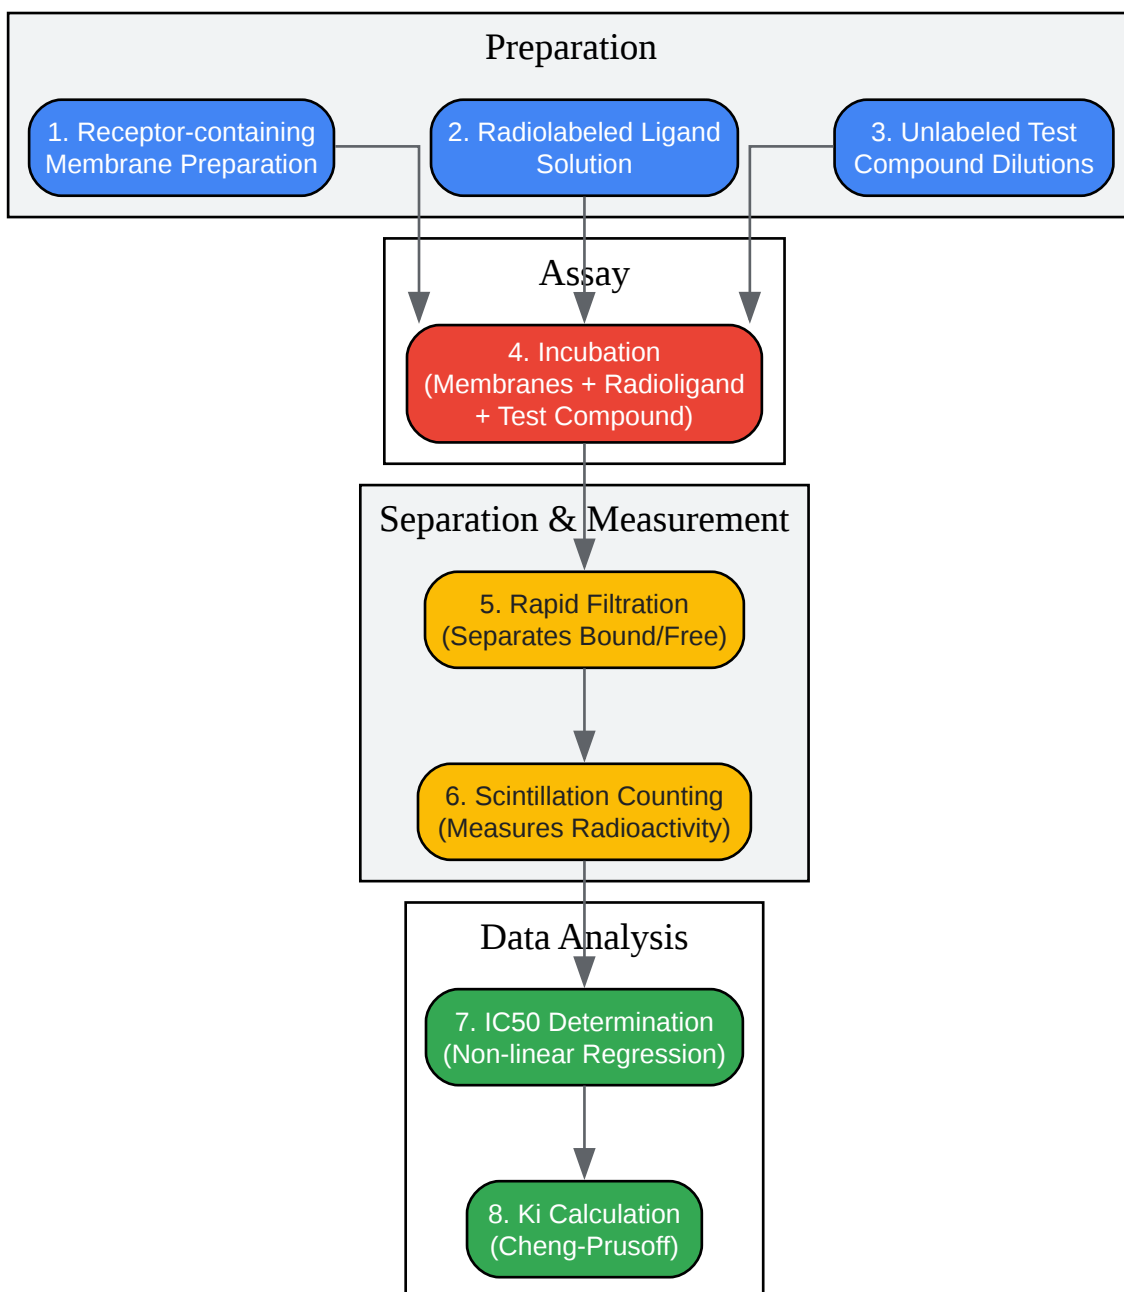 Preparation
1. Receptor-containing
Membrane Preparation
2. Radiolabeled Ligand
Solution
3. Unlabeled Test
Compound Dilutions
Assay
4. Incubation
(Membranes + Radioligand
+ Test Compound)
Separation & Measurement
5. Rapid Filtration
(Separates Bound/Free)
6. Scintillation Counting
(Measures Radioactivity)
Data Analysis
7. IC50 Determination
(Non-linear Regression)
8. Ki Calculation
(Cheng-Prusoff)